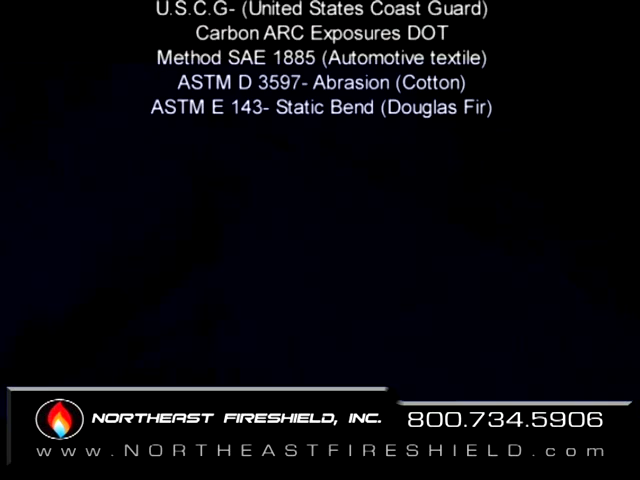 U.S.C.G- (United States Coast Guard)
Carbon ARC Exposures DOT
Method SAE 1885 (Automotive textile)
ASTM D 3597- Abrasion (Cotton)
ASTM E 143- Static Bend (Douglas Fir)
NORTHEAST FIRESHIELD, INC. 800.734.5906
www.NORTHEASTFIRESHIELD.com